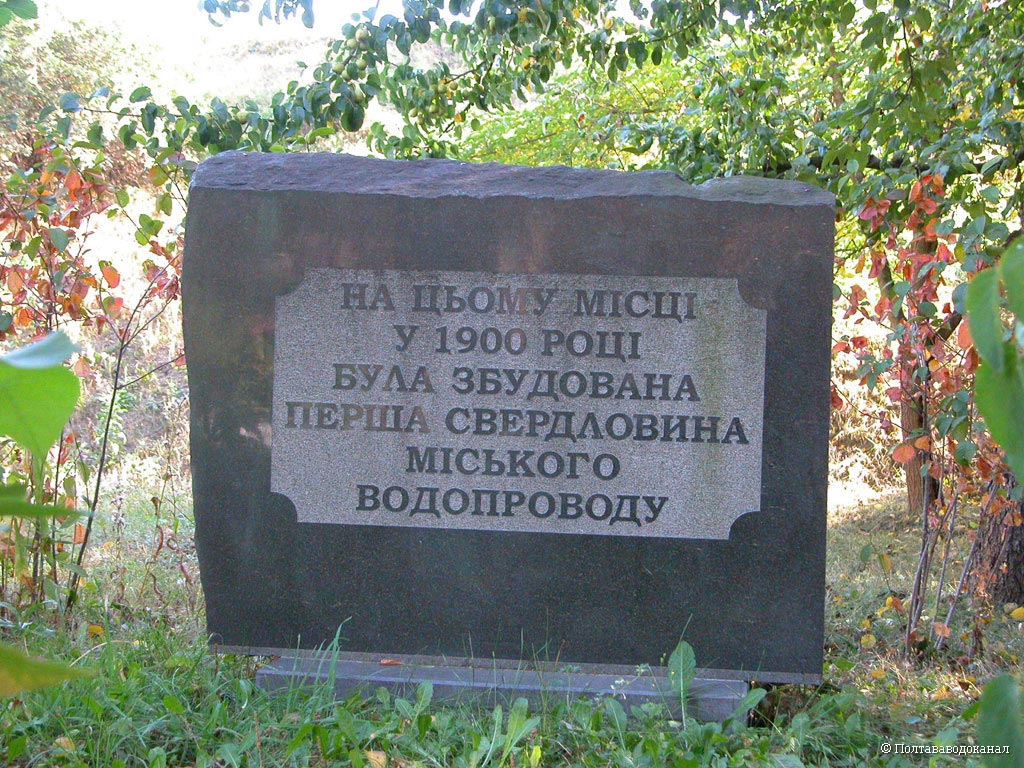 НА ЦЬОМУ МІСЦІ
У 1900 РОЦІ
БУЛА ЗБУДОВАНА
ПЕРША СВЕРДЛОВИНА
МІСЬКОГО
ВОДОПРОВОДУ
© Полтававодоканал